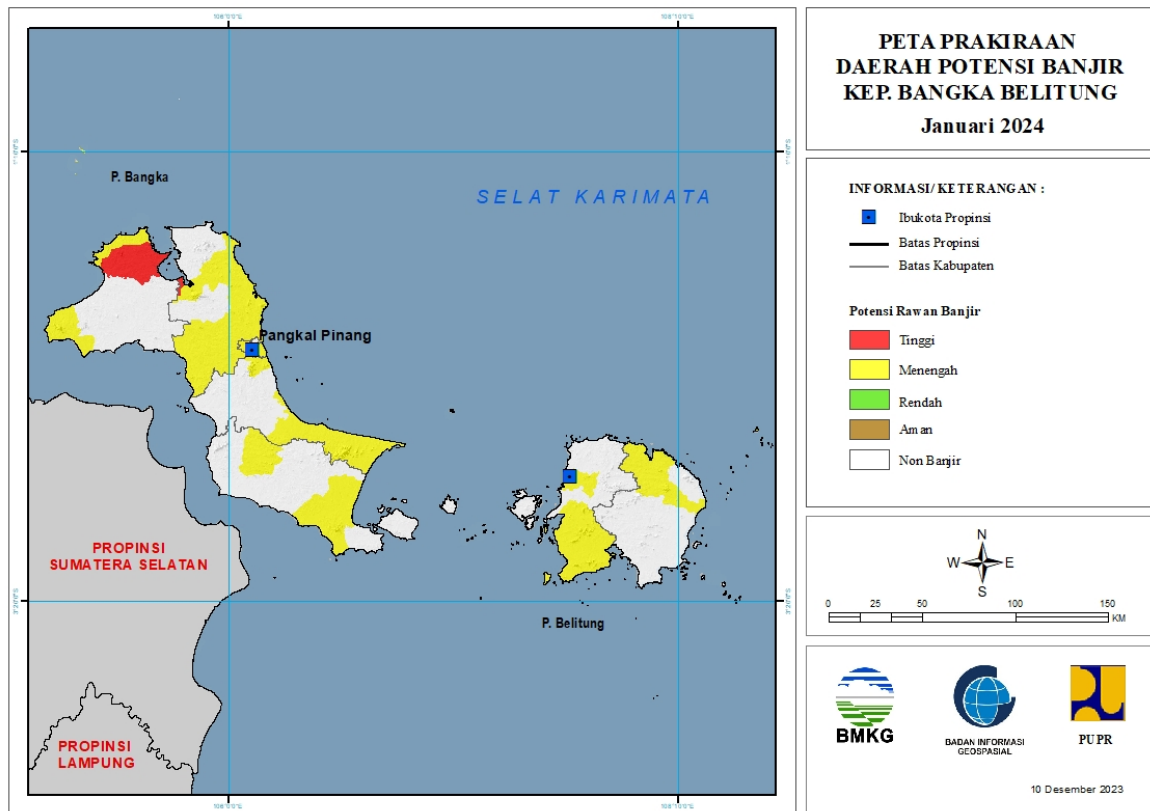 PETA PRAKIRAAN
DAERAH POTENSI BANJIR
KEP. BANGKA BELITUNG
Januari 2024
P. Bangka
SELAT KARIMATA
Pangkal Pinang
PROPINSI
SUMATERA SELATAN
P. Belitung
PROPINSI
LAMPUNG
INFORMASI/ KETERANGAN :
Ibukota Propinsi
Batas Propinsi
Batas Kabupaten
Potensi Rawan Banjir
Tinggi
Menengah
Rendah
Aman
Non Banjir
N
W E
S
0 25 50 100 150
KM
BMKG
BADAN INFORMASI
GEOSPASIAL
PUPR
10 Desember 2023